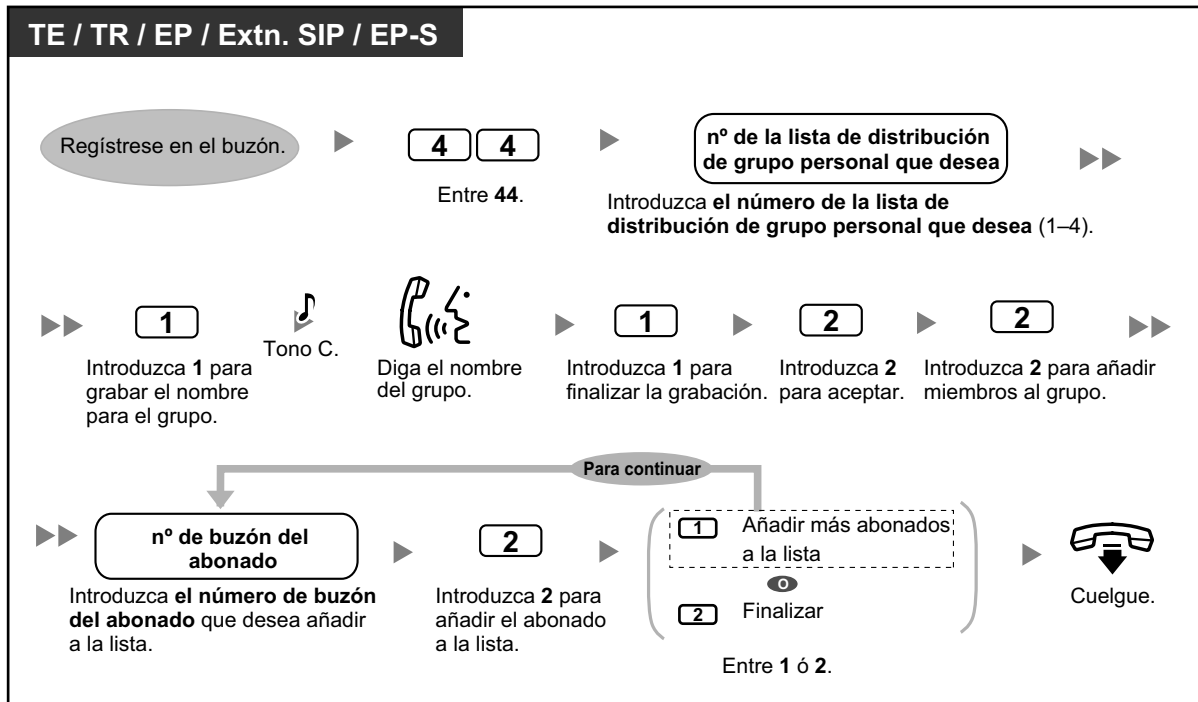 TE / TR / EP / Extn. SIP / EP-S
Regístrese en el buzón.
4 4
Entre 44.
nº de la lista de distribución
de grupo personal que desea
Introduzca el número de la lista de
distribución de grupo personal que desea (1–4).
1
Introduzca 1 para
grabar el nombre
para el grupo.
Tono C.
Diga el nombre
del grupo.
1
Introduzca 1 para
finalizar la grabación.
2
Introduzca 2
para aceptar.
2
Introduzca 2 para añadir
miembros al grupo.
Para continuar
nº de buzón del
abonado
Introduzca el número de buzón
del abonado que desea añadir
a la lista.
2
Introduzca 2 para
añadir el abonado
a la lista.
1 Añadir más abonados
a la lista
O
2 Finalizar
Entre 1 ó 2.
Cuelgue.